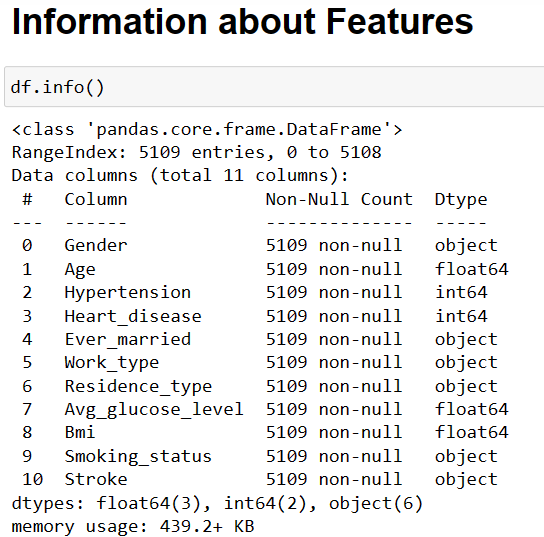 Information about Features
df.info()
<class 'pandas.core.frame.DataFrame'>
RangeIndex: 5109 entries, 0 to 5108
Data columns (total 11 columns):
 #   Column             Non-Null Count  Dtype
---  ------             --------------  -----
 0   Gender             5109 non-null   object
 1   Age                5109 non-null   float64
 2   Hypertension       5109 non-null   int64
 3   Heart_disease      5109 non-null   int64
 4   Ever_married       5109 non-null   object
 5   Work_type          5109 non-null   object
 6   Residence_type     5109 non-null   object
 7   Avg_glucose_level  5109 non-null   float64
 8   Bmi                5109 non-null   float64
 9   Smoking_status     5109 non-null   object
 10  Stroke             5109 non-null   object
dtypes: float64(3), int64(2), object(6)
memory usage: 439.2+ KB